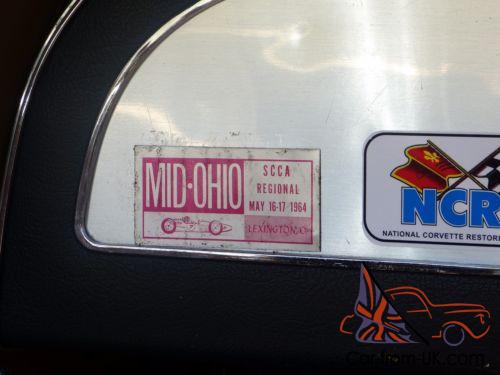 MID-OHIO
SCCA
REGIONAL
MAY 16-17 1964
LEXINGTON, O.
NCR
NATIONAL CORVETTE RESTORE
Car-from-UK.com